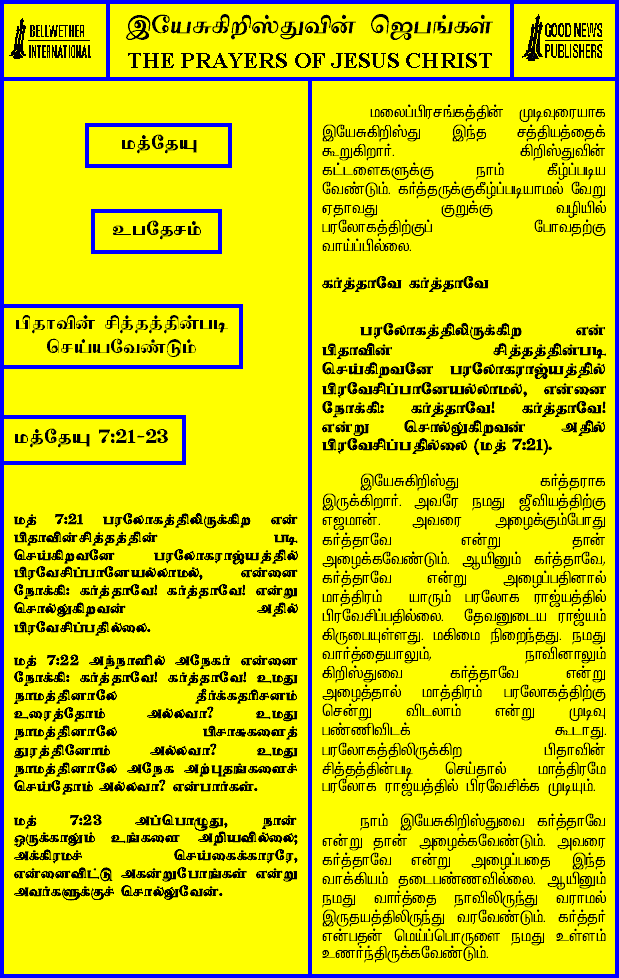 BELLWETHER
INTERNATIONAL
இயேசுகிறிஸ்துவின் ஜெபங்கள்
THE PRAYERS OF JESUS CHRIST
GOOD NEWS
PUBLISHERS
மத்தேயு
உபதேசம்
பிதாவின் சித்தத்தின்படி
செய்யவேண்டும்
மத்தேயு 7:21-23
மத் 7:21 பரலோகத்திலிருக்கிற என்
பிதாவின்சித்தத்தின் படி
செய்கிறவனே பரலோகராஜ்யத்தில்
பிரவேசிப்பானேயல்லாமல், என்னை
நோக்கி: கர்த்தாவே! கர்த்தாவே! என்று
சொல்லுகிறவன் அதில்
பிரவேசிப்பதில்லை.
மத் 7:22 அந்நாளில் அநேகர் என்னை
நோக்கி: கர்த்தாவே! கர்த்தாவே! உமது
நாமத்தினாலே தீர்க்கதரிசனம்
உரைத்தோம் அல்லவா? உமது
நாமத்தினாலே பிசாசுகளைத்
துரத்தினோம் அல்லவா? உமது
நாமத்தினாலே அநேக அற்புதங்களைச்
செய்தோம் அல்லவா? என்பார்கள்.
மத் 7:23 அப்பொழுது, நான்
ஒருக்காலும் உங்களை அறியவில்லை;
அக்கிரமச் செய்கைக்காரரே,
என்னைவிட்டு அகன்றுபோங்கள் என்று
அவர்களுக்குச் சொல்லுவேன்.
மலைப்பிரசங்கத்தின் முடிவுரையாக
இயேசுகிறிஸ்து இந்த சத்தியத்தைக்
கூறுகிறார். கிறிஸ்துவின்
கட்டளைகளுக்கு நாம் கீழ்ப்படிய
வேண்டும். கர்த்தருக்குகீழ்ப்படியாமல் வேறு
ஏதாவது குறுக்கு வழியில்
பரலோகத்திற்குப் போவதற்கு
வாய்ப்பில்லை.
கர்த்தாவே கர்த்தாவே
பரலோகத்திலிருக்கிற என்
பிதாவின் சித்தத்தின்படி
செய்கிறவனே பரலோகராஜ்யத்தில்
பிரவேசிப்பானேயல்லாமல், என்னை
நோக்கி: கர்த்தாவே! கர்த்தாவே!
என்று சொல்லுகிறவன் அதில்
பிரவேசிப்பதில்லை (மத் 7:21).
இயேசுகிறிஸ்து கர்த்தராக
இருக்கிறார். அவரே நமது ஜீவியத்திற்கு
எஜமான். அவரை அழைக்கும்போது
கர்த்தாவே என்று தான்
அழைக்கவேண்டும். ஆயினும் கர்த்தாவே,
கர்த்தாவே என்று அழைப்பதினால்
மாத்திரம் யாரும் பரலோக ராஜ்யத்தில்
பிரவேசிப்பதில்லை. தேவனுடைய ராஜ்யம்
கிருபையுள்ளது. மகிமை நிறைந்தது. நமது
வார்த்தையாலும், நாவினாலும்
கிறிஸ்துவை கர்த்தாவே என்று
அழைத்தால் மாத்திரம் பரலோகத்திற்கு
சென்று விடலாம் என்று முடிவு
பண்ணிவிடக் கூடாது.
பரலோகத்திலிருக்கிற பிதாவின்
சித்தத்தின்படி செய்தால் மாத்திரமே
பரலோக ராஜ்யத்தில் பிரவேசிக்க முடியும்.
நாம் இயேசுகிறிஸ்துவை கர்த்தாவே
என்று தான் அழைக்கவேண்டும். அவரை
கர்த்தாவே என்று அழைப்பதை இந்த
வாக்கியம் தடைபண்ணவில்லை. ஆயினும்
நமது வார்த்தை நாவிலிருந்து வராமல்
இருதயத்திலிருந்து வரவேண்டும். கர்த்தர்
என்பதன் மெய்ப்பொருளை நமது உள்ளம்
உணர்ந்திருக்கவேண்டும்.